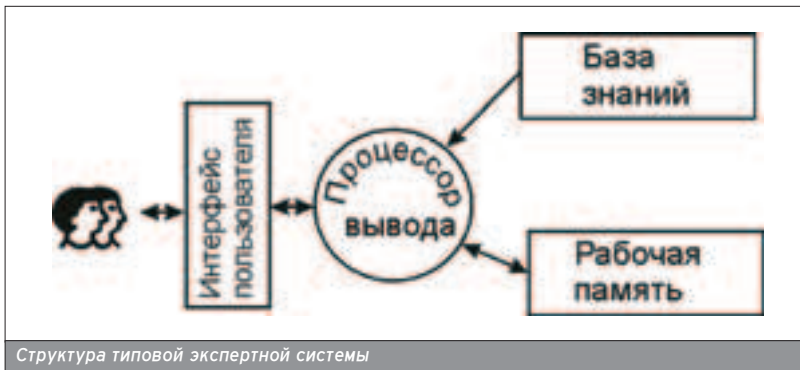 База
знаний
Интерфейс
пользователя
Процессор
вывода
Рабочая
память
Структура типовой экспертной системы